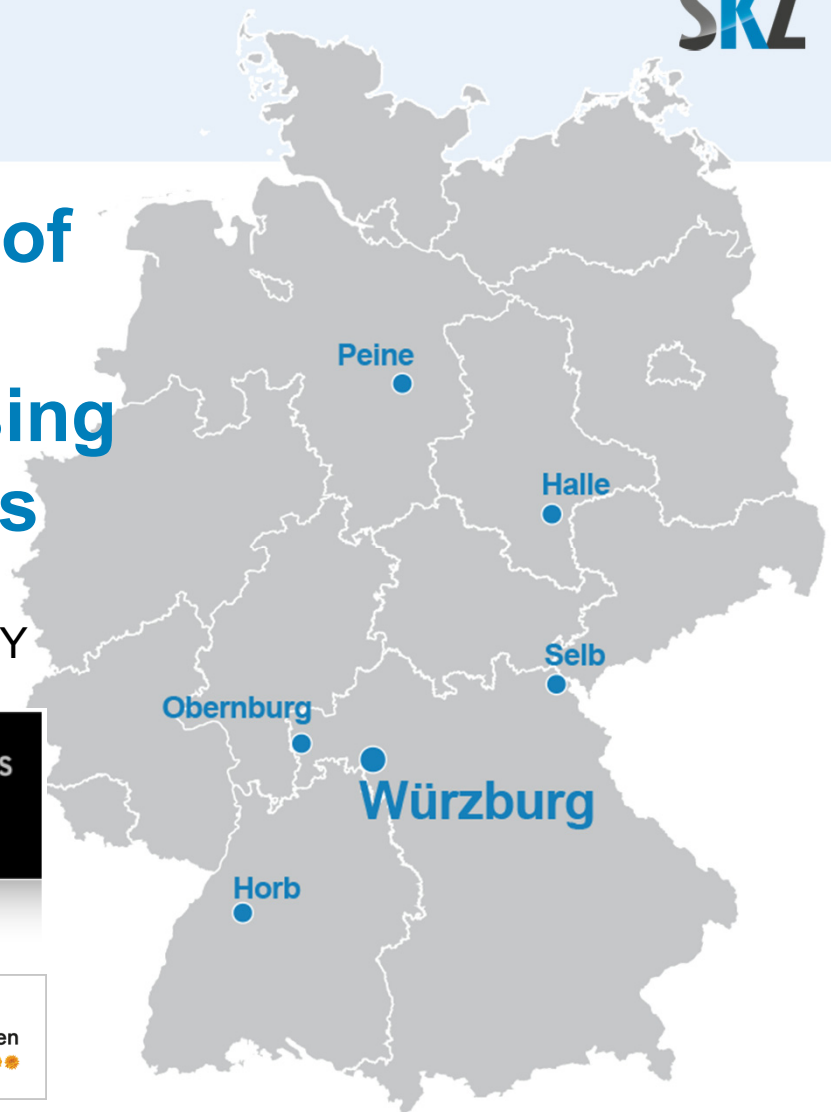 SKZ
of
Peine
sing
Halle
s
Y
Selb
Obernburg
s
Würzburg
Horb
en